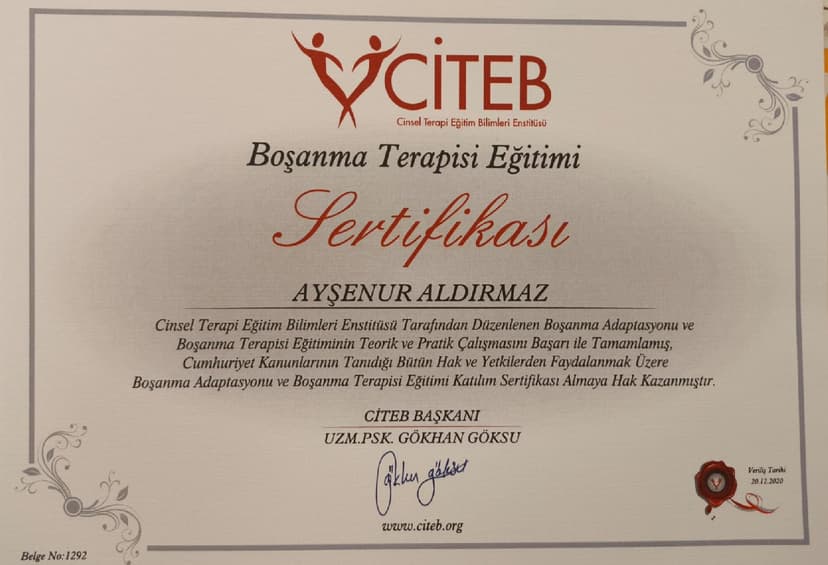 CİTEB
Cinsel Terapi Eğitim Bilimleri Enstitüsü
Boşanma Terapisi Eğitimi
Sertifikası
AYŞENUR ALDIRMAZ
Cinsel Terapi Eğitim Bilimleri Enstitüsü Tarafından Düzenlenen Boşanma Adaptasyonu ve
Boşanma Terapisi Eğitiminin Teorik ve Pratik Çalışmasını Başarı ile Tamamlamış,
Cumhuriyet Kanunlarının Tanıdığı Bütün Hak ve Yetkilerden Faydalanmak Üzere
Boşanma Adaptasyonu ve Boşanma Terapisi Eğitimi Katılım Sertifikası Almaya Hak Kazanmıştır.
CİTEB BAŞKANI
UZM.PSK. GÖKHAN GÖKSU
Gökhan Göksu
www.citeb.org
Veriliş Tarihi
20.12.2020
Belge No:1292